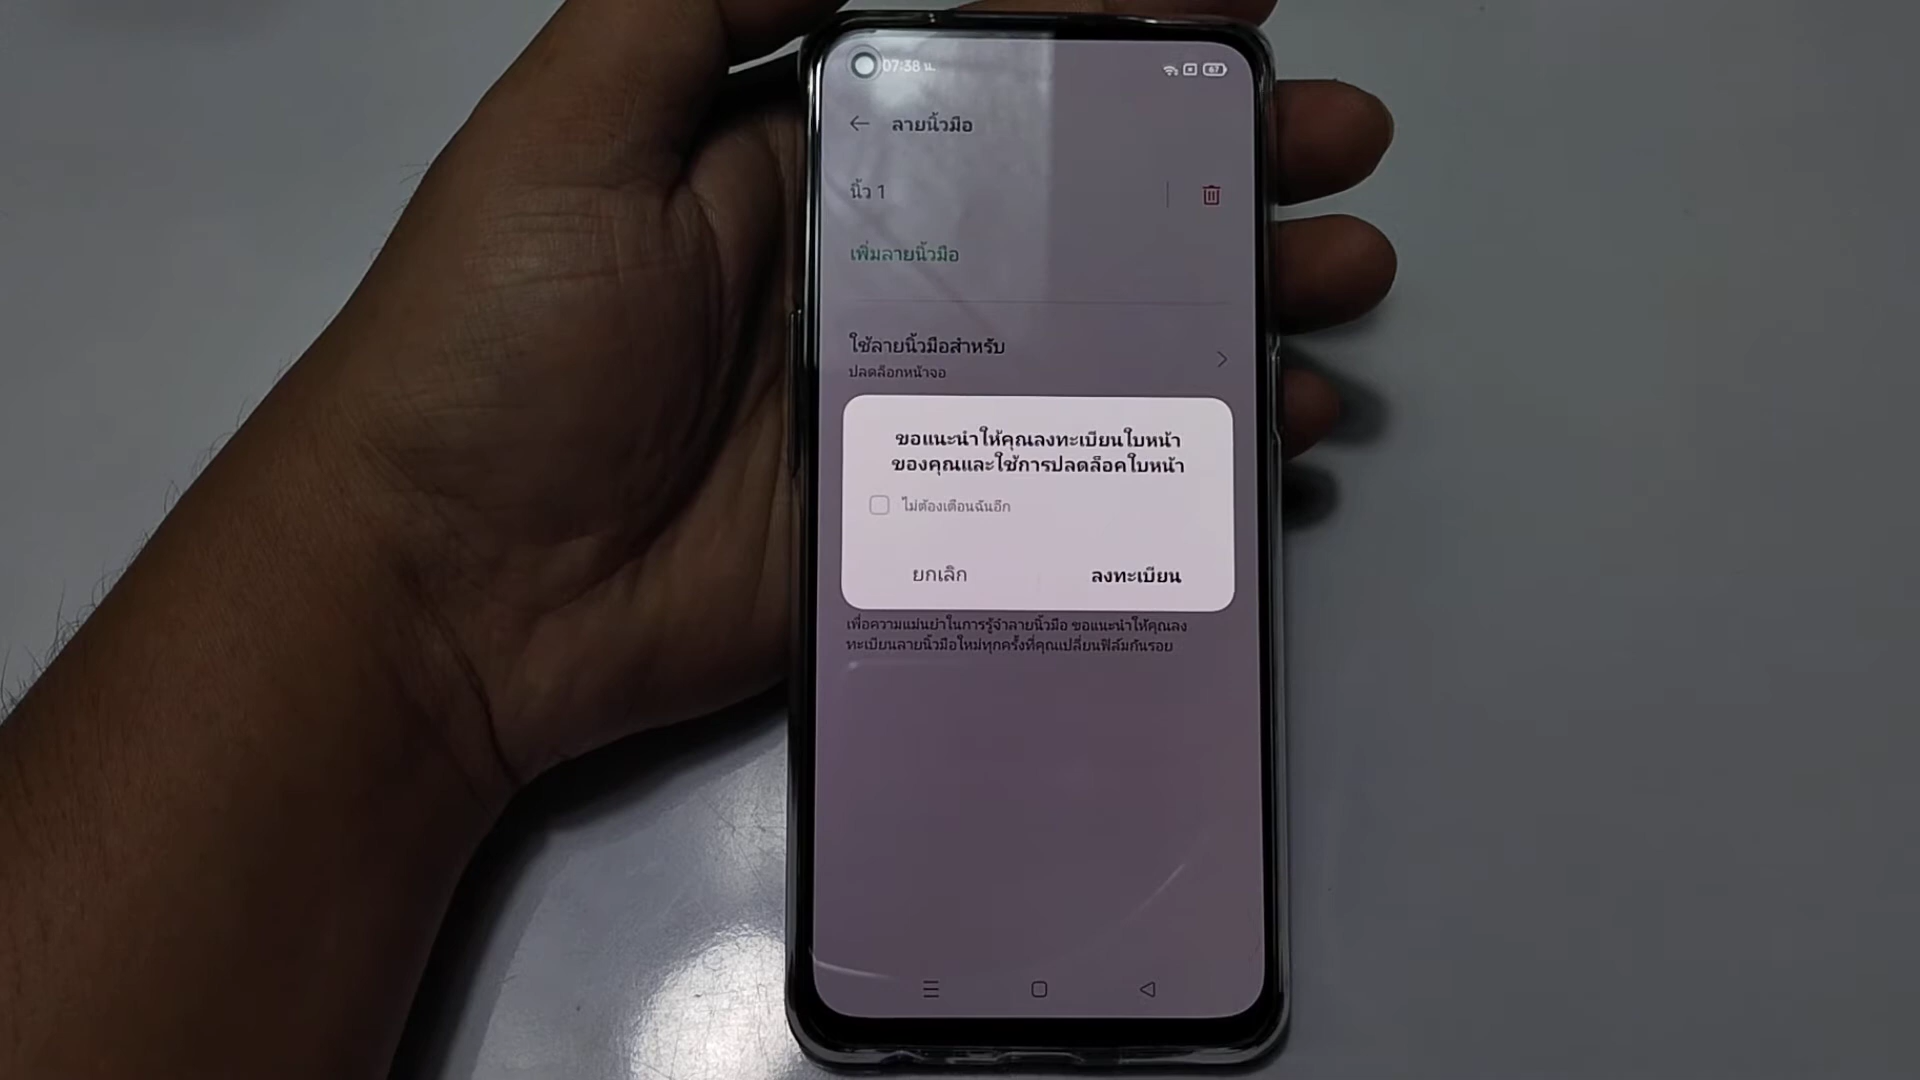 07:38 น.
67
ลายนิ้วมือ
นิ้ว 1
เพิ่มลายนิ้วมือ
ใช้ลายนิ้วมือสำหรับ
ปลดล็อกหน้าจอ
ขอแนะนำให้คุณลงทะเบียนใบหน้า
ของคุณและใช้การปลดล็อคใบหน้า
ไม่ต้องเตือนฉันอีก
ยกเลิก
ลงทะเบียน
เพื่อความแม่นยำในการรู้จำลายนิ้วมือ ขอแนะนำให้คุณลง
ทะเบียนลายนิ้วมือใหม่ทุกครั้งที่คุณเปลี่ยนฟิล์มกันรอย